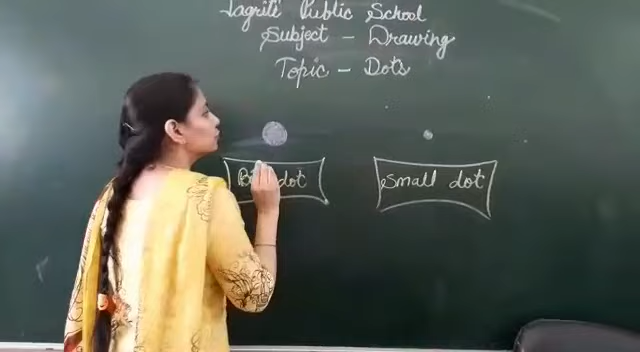 Jagriti Public School
Subject - Drawing
Topic - Dots
dot
Small dot